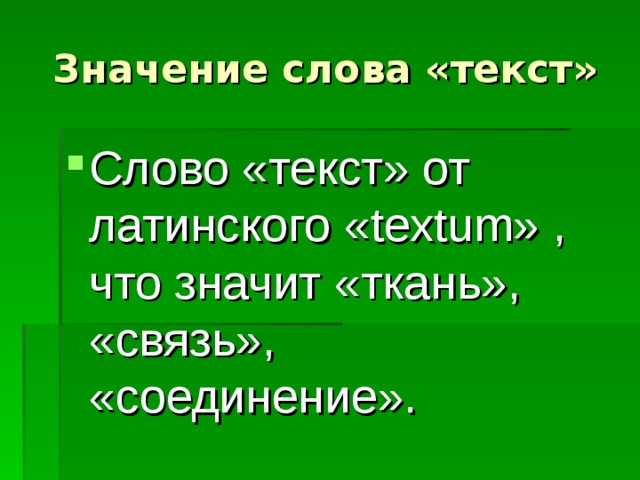 Значение слова «текст»
Слово «текст» от
латинского «textum» ,
что значит «ткань»,
«связь»,
«соединение».